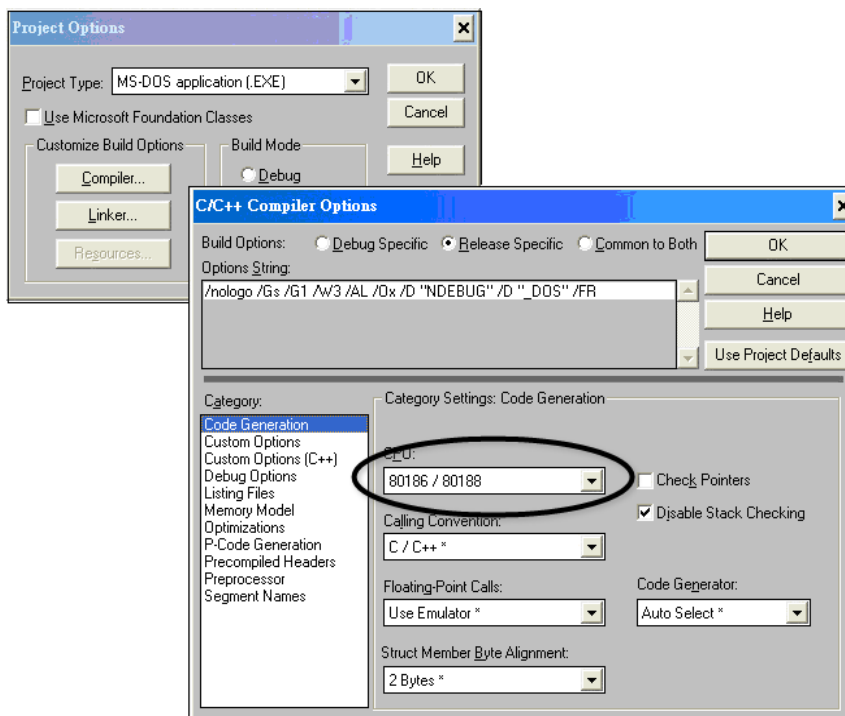 Project Options
Project Type: MS-DOS application (.EXE)
OK
Use Microsoft Foundation Classes
Cancel
Customize Build Options
Build Mode
Help
Compiler...
Debug
Linker...
Resources...
C/C++ Compiler Options
Build Options: Debug Specific Release Specific Common to Both
OK
Options String:
Cancel
/nologo /Gs /G1 /W3 /AL /Ox /D "NDEBUG" /D "_DOS" /FR
Help
Use Project Defaults
Category:
Category Settings: Code Generation
Code Generation
Custom Options
Custom Options (C++)
Debug Options
Listing Files
Memory Model
Optimizations
P-Code Generation
Precompiled Headers
Preprocessor
Segment Names
CPU:
80186 / 80188
Check Pointers
Disable Stack Checking
Calling Convention:
C / C++ *
Floating-Point Calls:
Code Generator:
Use Emulator *
Auto Select *
Struct Member Byte Alignment:
2 Bytes *